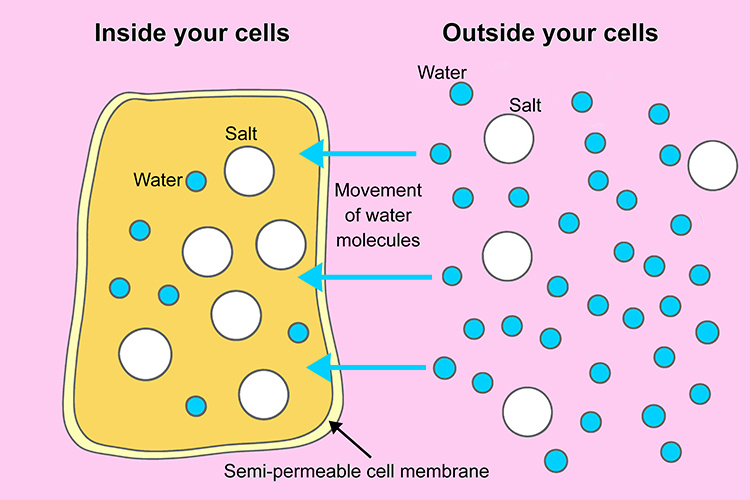 Inside your cells
Outside your cells
Water
Salt
Salt
Water
Movement
of water
molecules
Semi-permeable cell membrane